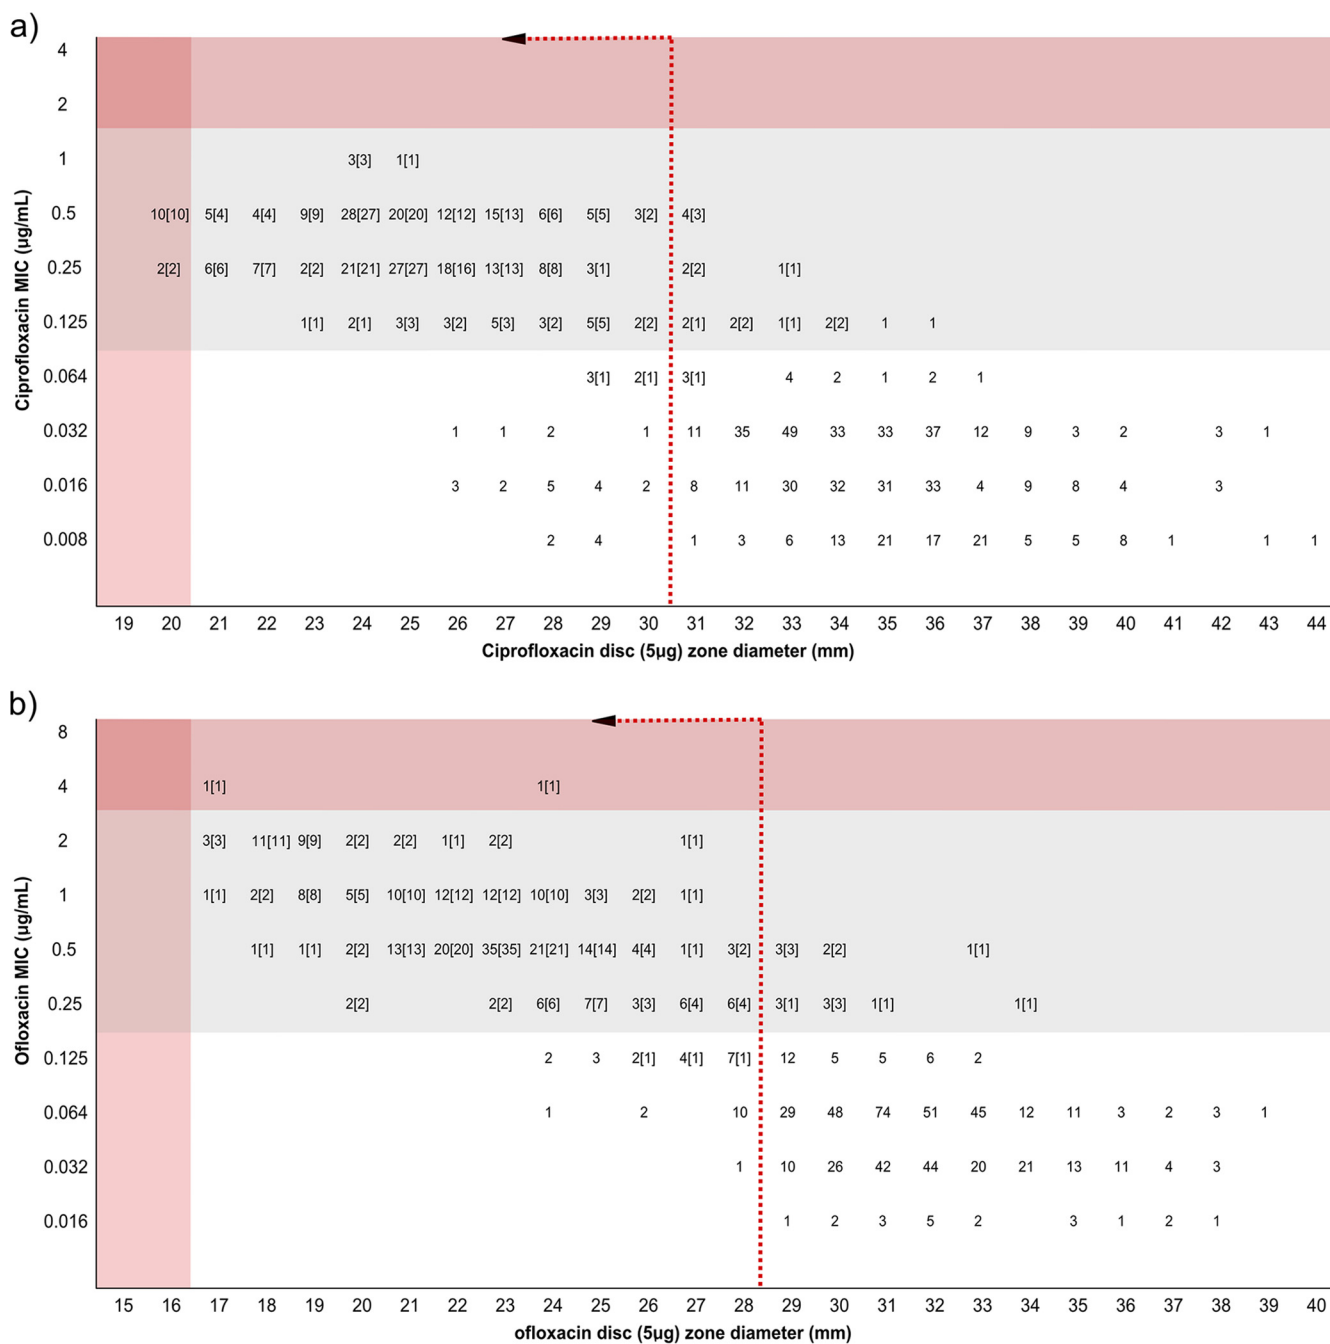 a)
4
2
1 3[3] 1[1]
0.5 10[10] 5[4] 4[4] 9[9] 28[27] 20[20] 12[12] 15[13] 6[6] 5[5] 3[2] 4[3]
0.25 2[2] 6[6] 7[7] 2[2] 21[21] 27[27] 18[16] 13[13] 8[8] 3[1] 2[2] 1[1]
0.125 1[1] 2[1] 3[3] 3[2] 5[3] 3[2] 5[5] 2[2] 2[1] 2[2] 1[1] 2[2] 1 1
0.064 3[1] 2[1] 3[1] 4 2 1 2 1
0.032 1 1 2 1 11 35 49 33 33 37 12 9 3 2 3 1
0.016 3 2 5 4 2 8 11 30 32 31 33 4 9 8 4 3
0.008 2 4 1 3 6 13 21 17 21 5 5 8 1 1 1
Ciprofloxacin MIC (µg/mL)
19 20 21 22 23 24 25 26 27 28 29 30 31 32 33 34 35 36 37 38 39 40 41 42 43 44
Ciprofloxacin disc (5µg) zone diameter (mm)
b)
8
4 1[1] 1[1]
2 3[3] 11[11] 9[9] 2[2] 2[2] 1[1] 2[2] 1[1]
1 1[1] 2[2] 8[8] 5[5] 10[10] 12[12] 12[12] 10[10] 3[3] 2[2] 1[1]
0.5 1[1] 1[1] 2[2] 13[13] 20[20] 35[35] 21[21] 14[14] 4[4] 1[1] 3[2] 3[3] 2[2] 1[1]
0.25 2[2] 2[2] 6[6] 7[7] 3[3] 6[4] 6[4] 3[1] 3[3] 1[1] 1[1]
0.125 2 3 2[1] 4[1] 7[1] 12 5 5 6 2
0.064 1 2 10 29 48 74 51 45 12 11 3 2 3 1
0.032 1 10 26 42 44 20 21 13 11 4 3
0.016 1 2 3 5 2 3 1 2 1
Ofloxacin MIC (µg/mL)
15 16 17 18 19 20 21 22 23 24 25 26 27 28 29 30 31 32 33 34 35 36 37 38 39 40
ofloxacin disc (5µg) zone diameter (mm)